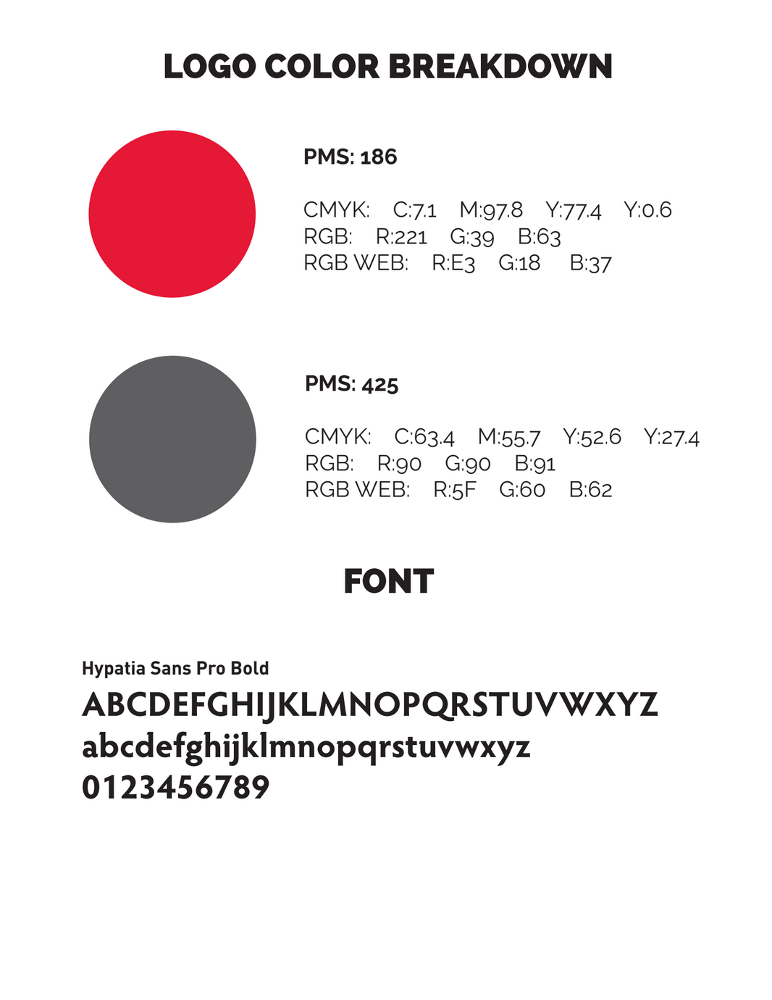 LOGO COLOR BREAKDOWN
PMS: 186
CMYK: C:7.1 M:97.8 Y:77.4 Y:0.6
RGB: R:221 G:39 B:63
RGB WEB: R:E3 G:18 B:37
PMS: 425
CMYK: C:63.4 M:55.7 Y:52.6 Y:27.4
RGB: R:90 G:90 B:91
RGB WEB: R:5F G:60 B:62
FONT
Hypatia Sans Pro Bold
ABCDEFGHIJKLMNOPQRSTUVWXYZ
abcdefghijklmnopqrstuvwxyz
0123456789